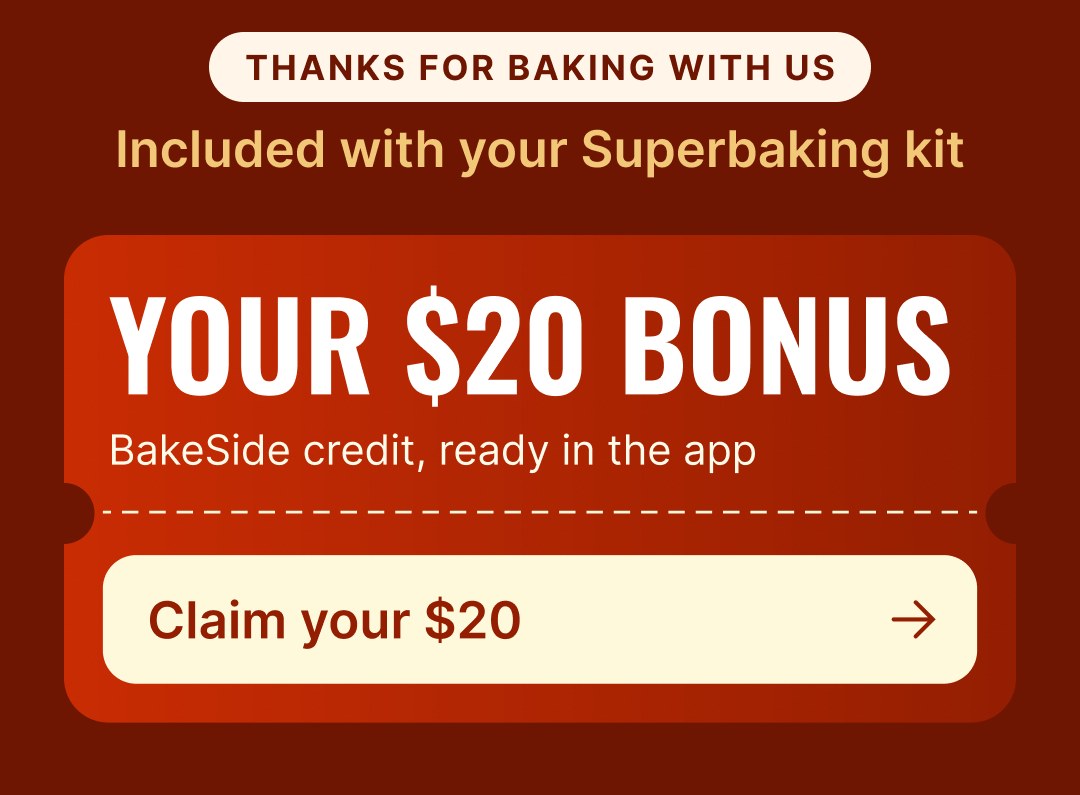 THANKS FOR BAKING WITH US
Included with your Superbaking kit
YOUR $20 BONUS
BakeSide credit, ready in the app
Claim your $20